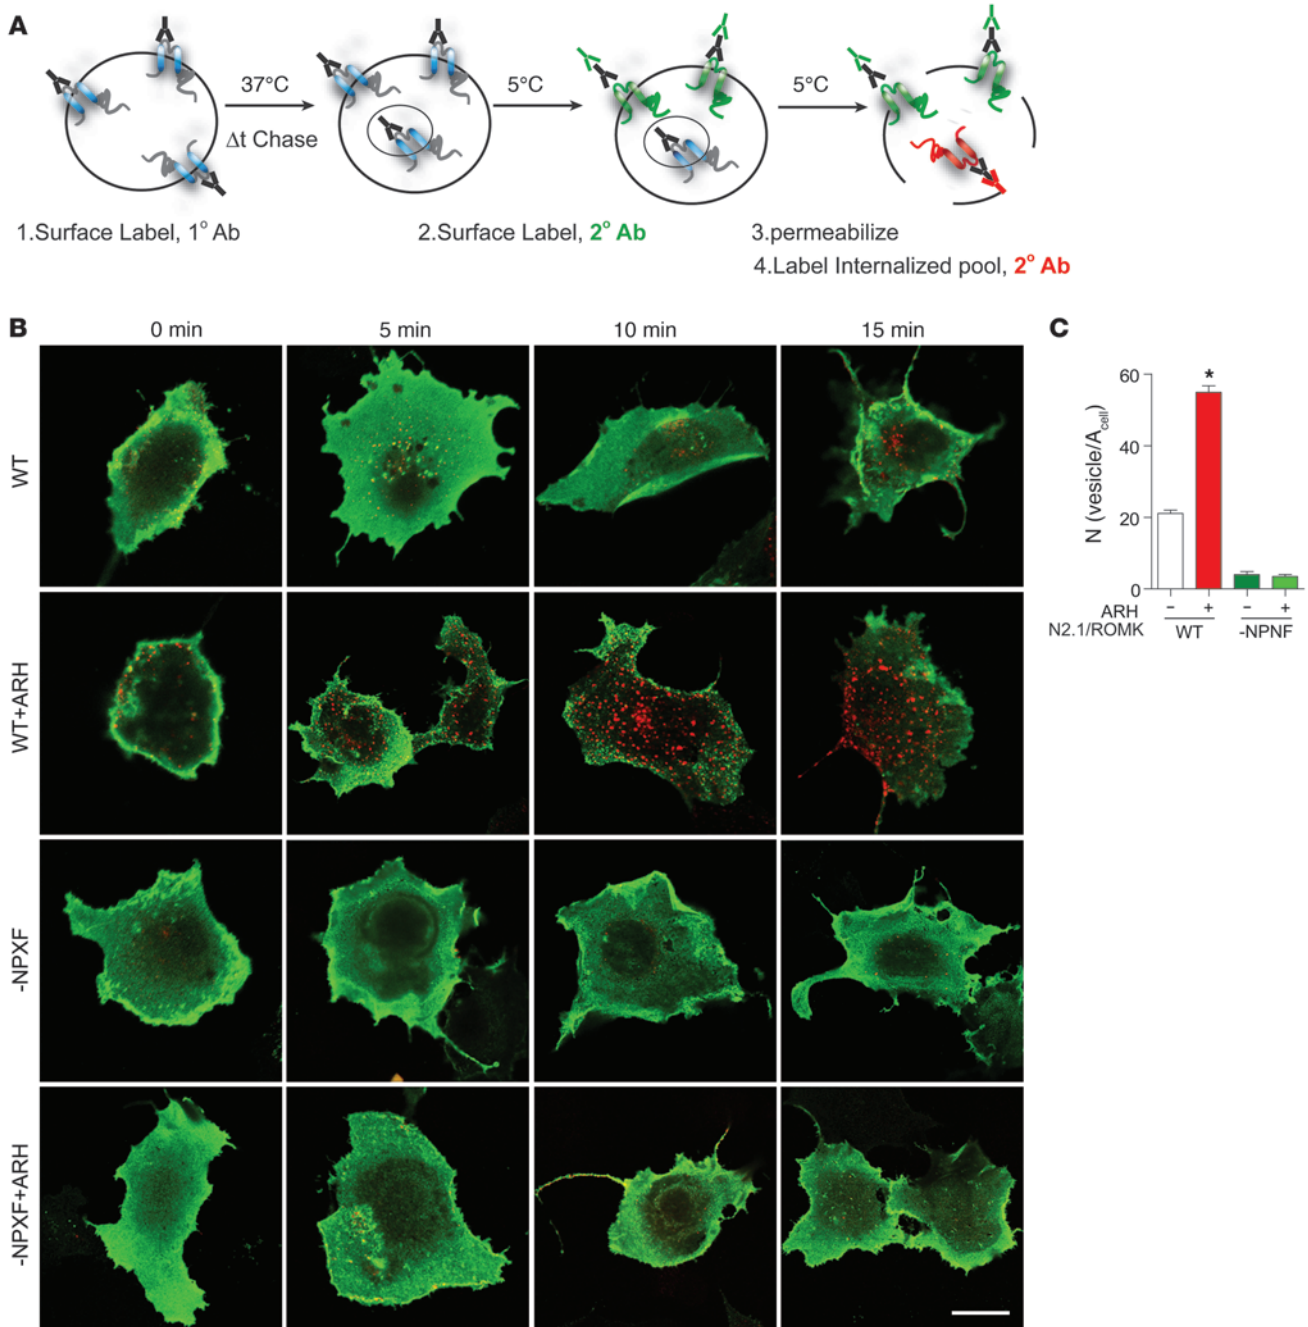 A
37°C
Δt Chase
5°C
5°C
1.Surface Label, 1° Ab
2.Surface Label, 2° Ab
3.permeabilize
4.Label Internalized pool, 2° Ab
B
0 min
5 min
10 min
15 min
WT
WT+ARH
-NPXF
-NPXF+ARH
C
N (vesicle/Acell)
60
40
20
0
*
ARH - + - +
N2.1/ROMK WT -NPNF